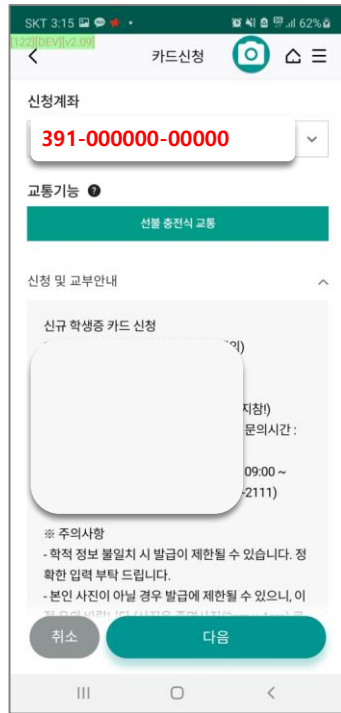 SKT 3:15 62%
[122][DEV][v2.09]
카드신청
신청계좌
391-000000-00000
교통기능 ?
선불 충전식 교통
신청 및 교부안내
신규 학생증 카드 신청
지참!)
문의시간 :
09:00 ~
-2111)
※ 주의사항
- 학적 정보 불일치 시 발급이 제한될 수 있습니다. 정
확한 입력 부탁 드립니다.
- 본인 사진이 아닐 경우 발급에 제한될 수 있으니, 이
취소 다음